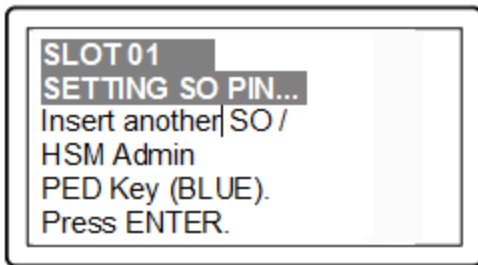 SLOT 01
SETTING SO PIN...
Insert another SO /
HSM Admin
PED Key (BLUE).
Press ENTER.